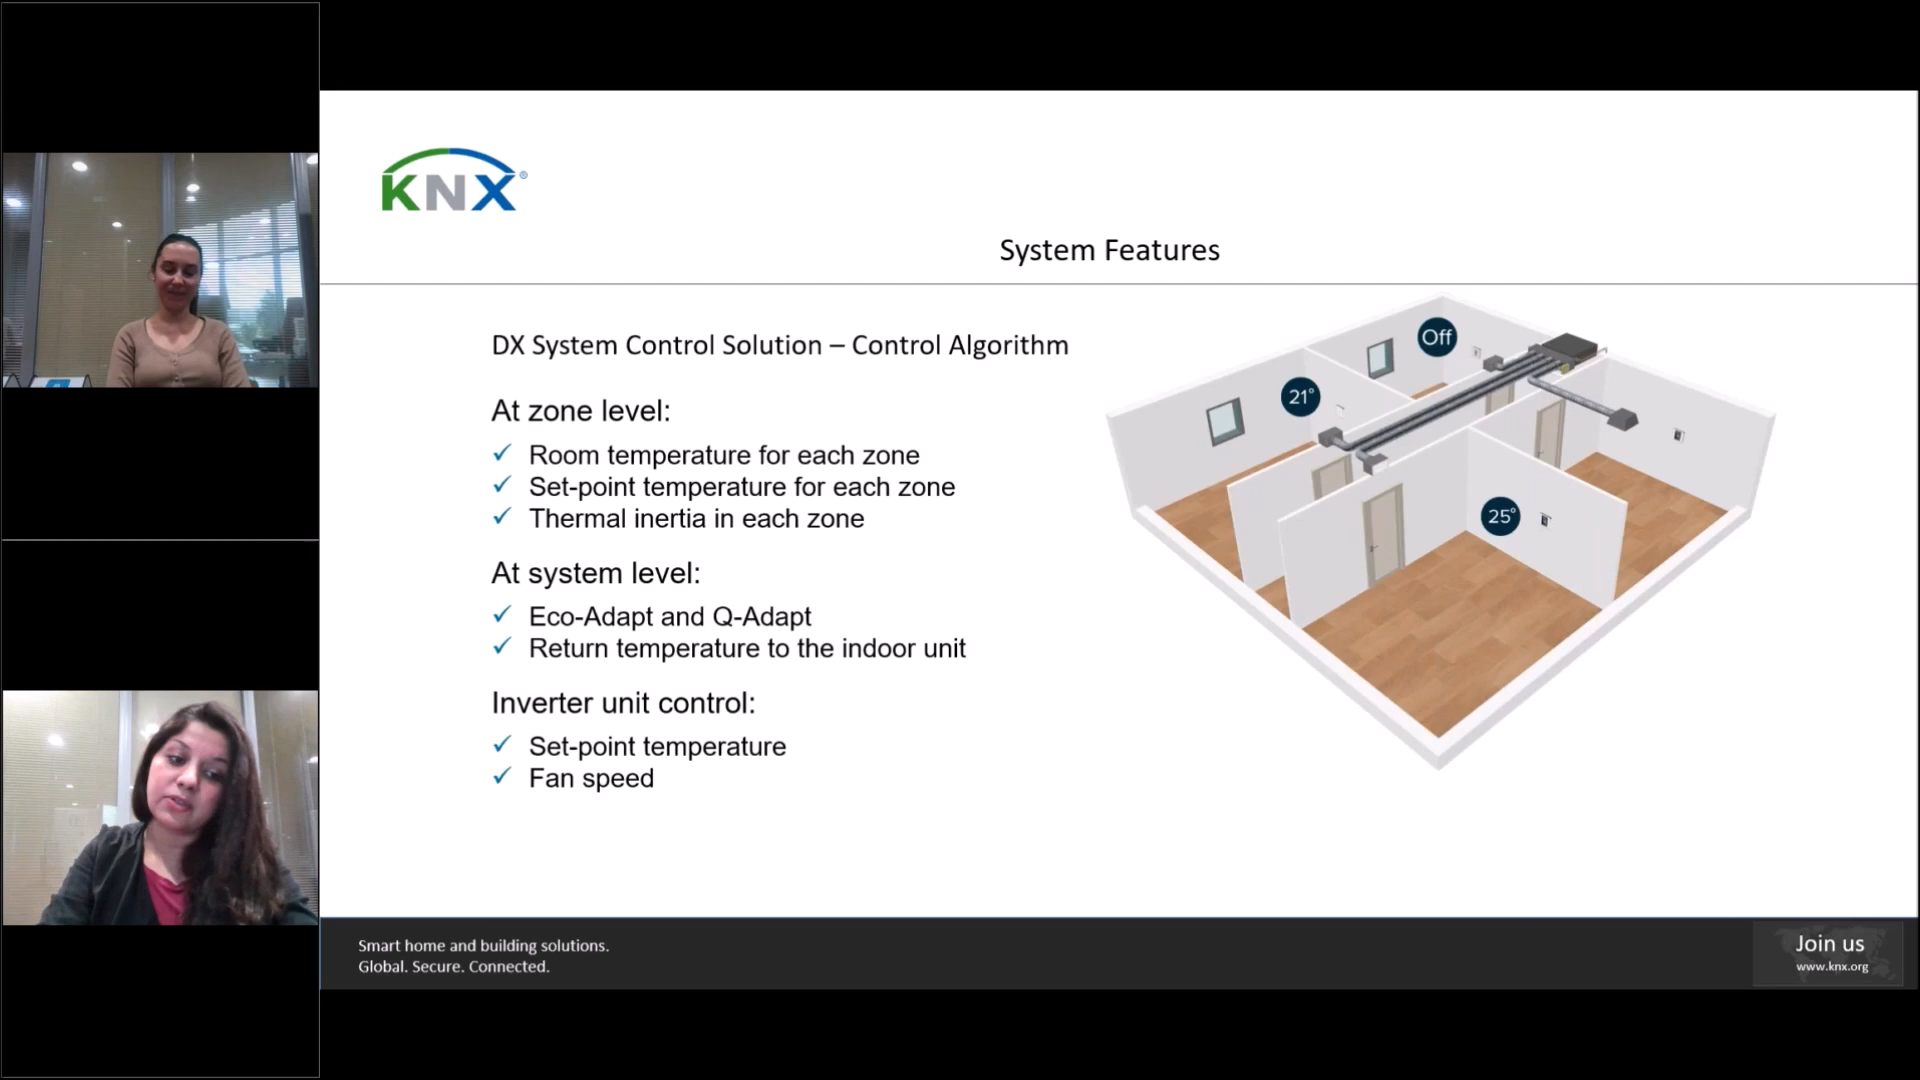 KNX®
System Features
DX System Control Solution – Control Algorithm
At zone level:
✓ Room temperature for each zone
✓ Set-point temperature for each zone
✓ Thermal inertia in each zone
At system level:
✓ Eco-Adapt and Q-Adapt
✓ Return temperature to the indoor unit
Inverter unit control:
✓ Set-point temperature
✓ Fan speed
Off
21°
25°
Smart home and building solutions.
Global. Secure. Connected.
Join us
www.knx.org